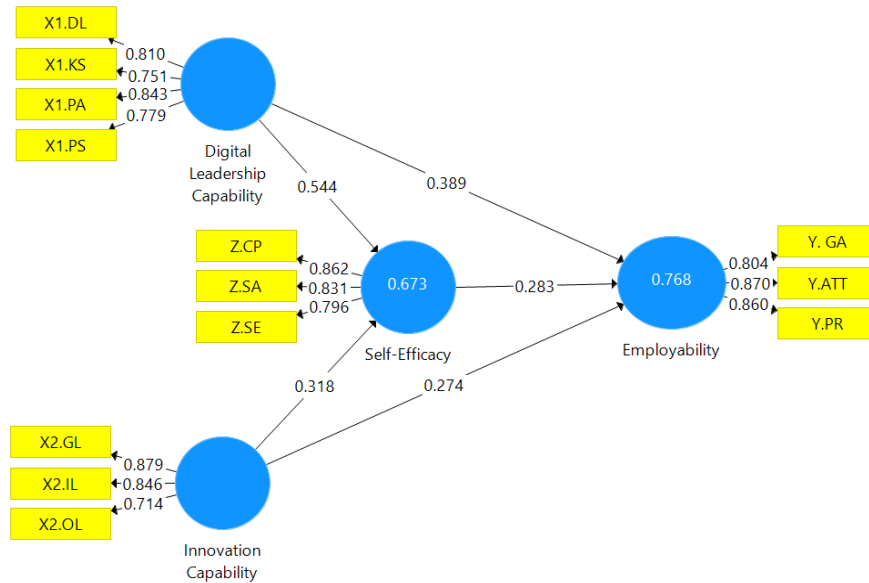 X1.DL
0.810
X1.KS
0.751
X1.PA
0.843
X1.PS
0.779
Digital
Leadership
Capability
0.544
0.389
Z.CP
0.862
Z.SA
0.831
Z.SE
0.796
0.673
Self-Efficacy
0.283
0.768
Employability
Y. GA
0.804
Y.ATT
0.870
Y.PR
0.860
0.318
0.274
X2.GL
0.879
X2.IL
0.846
X2.OL
0.714
Innovation
Capability